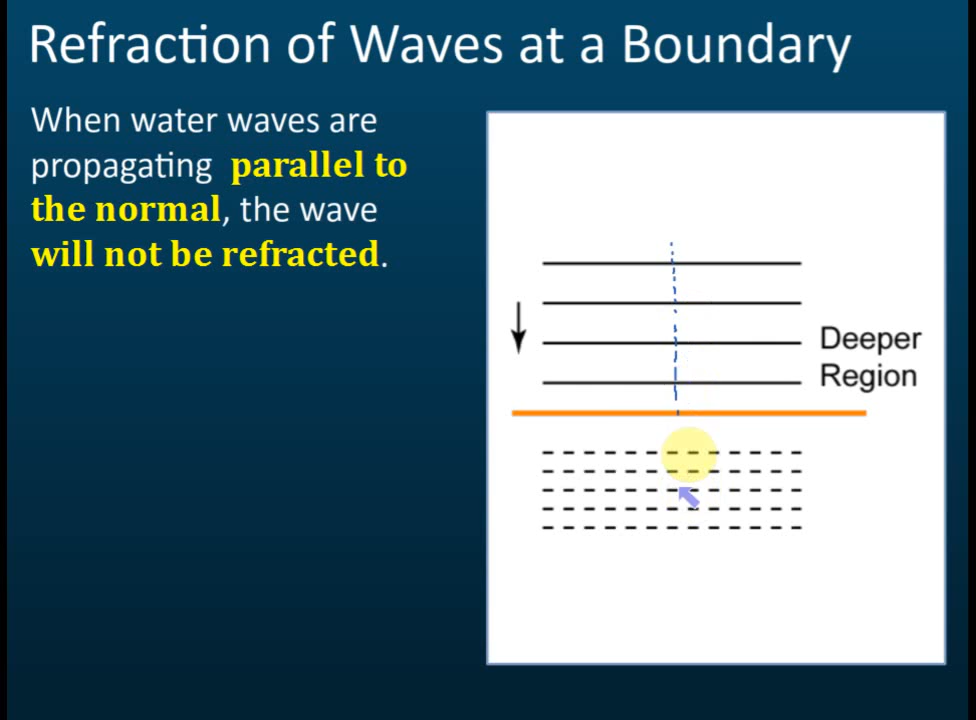 Refraction of Waves at a Boundary
When water waves are
propagating parallel to
the normal, the wave
will not be refracted.
Deeper
Region